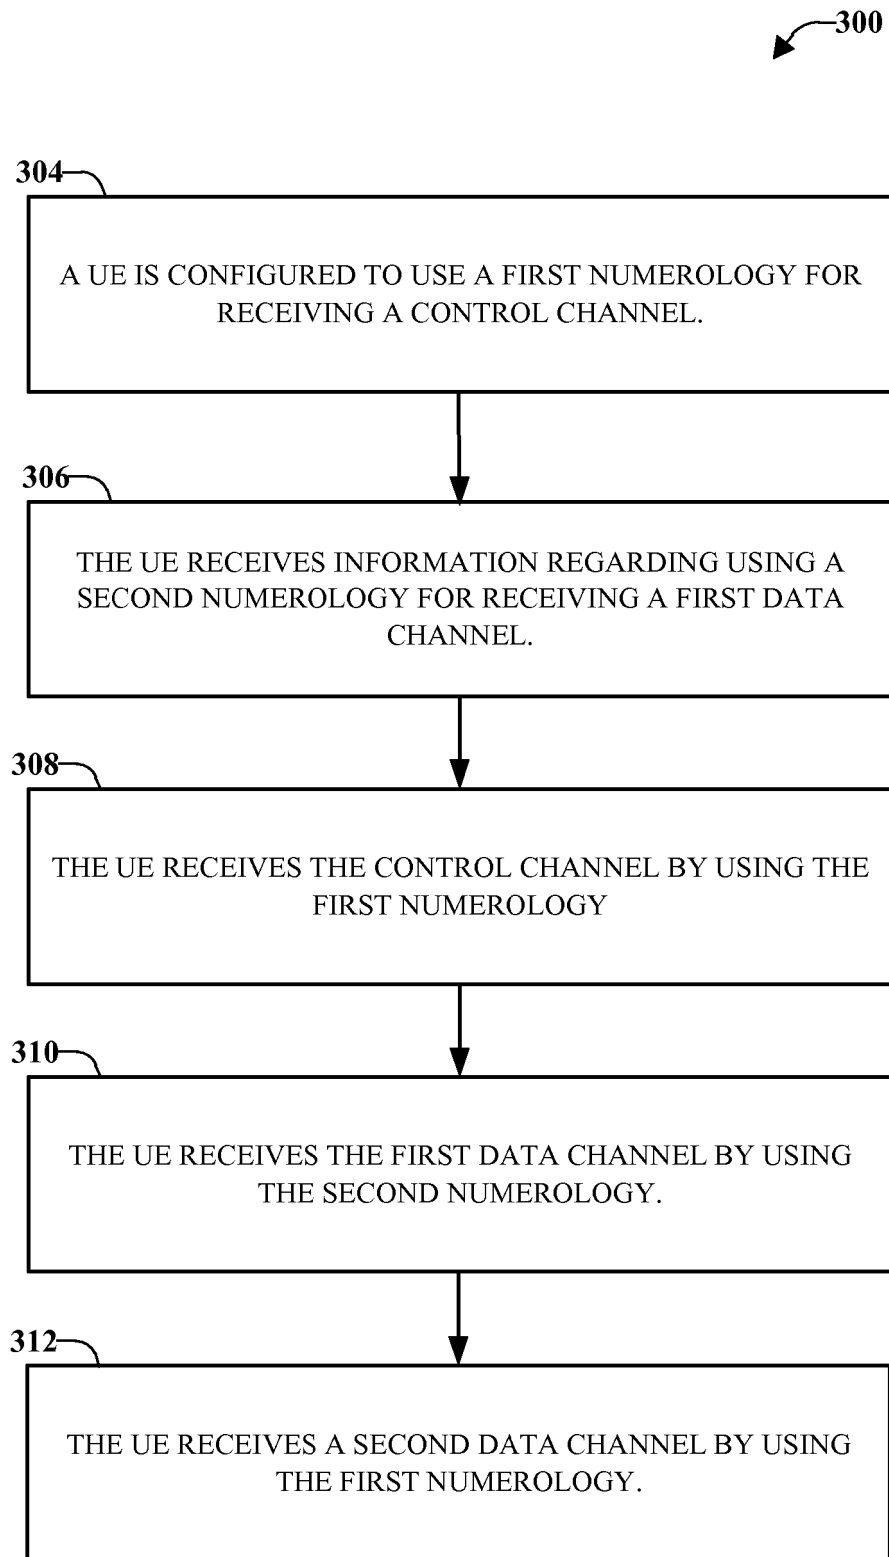 300
304
A UE IS CONFIGURED TO USE A FIRST NUMEROLOGY FOR
RECEIVING A CONTROL CHANNEL.
306
THE UE RECEIVES INFORMATION REGARDING USING A
SECOND NUMEROLOGY FOR RECEIVING A FIRST DATA
CHANNEL.
308
THE UE RECEIVES THE CONTROL CHANNEL BY USING THE
FIRST NUMEROLOGY
310
THE UE RECEIVES THE FIRST DATA CHANNEL BY USING
THE SECOND NUMEROLOGY.
312
THE UE RECEIVES A SECOND DATA CHANNEL BY USING
THE FIRST NUMEROLOGY.